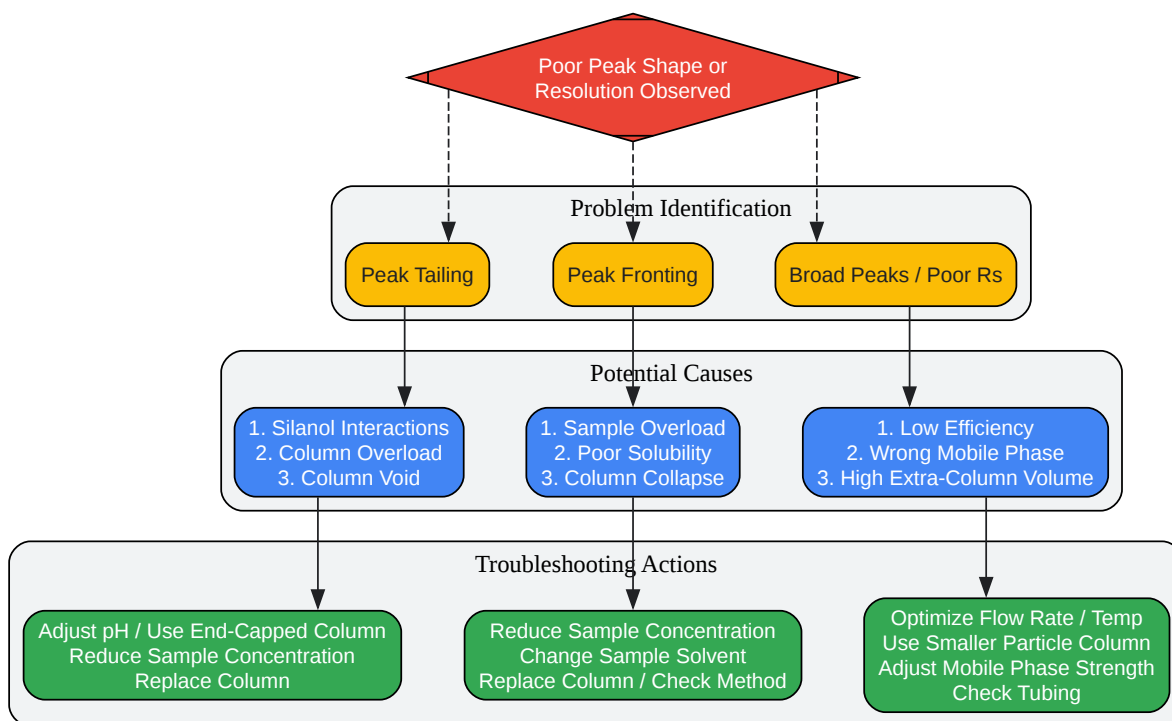 Poor Peak Shape or
Resolution Observed
Problem Identification
Peak Tailing
Peak Fronting
Broad Peaks / Poor Rs
Potential Causes
1. Silanol Interactions
2. Column Overload
3. Column Void
1. Sample Overload
2. Poor Solubility
3. Column Collapse
1. Low Efficiency
2. Wrong Mobile Phase
3. High Extra-Column Volume
Troubleshooting Actions
Adjust pH / Use End-Capped Column
Reduce Sample Concentration
Replace Column
Reduce Sample Concentration
Change Sample Solvent
Replace Column / Check Method
Optimize Flow Rate / Temp
Use Smaller Particle Column
Adjust Mobile Phase Strength
Check Tubing